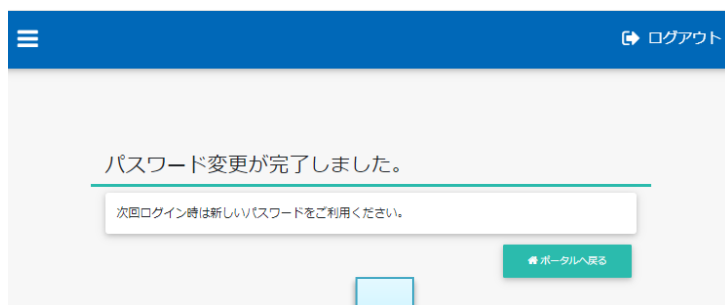 ログアウト
パスワード変更が完了しました。
次回ログイン時は新しいパスワードをご利用ください。
ポータルへ戻る